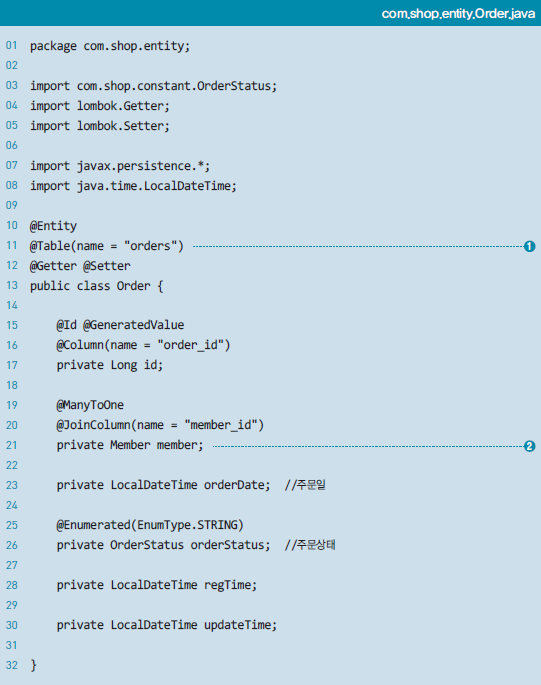 com.shop.entity.Order.java
01 package com.shop.entity;
02
03 import com.shop.constant.OrderStatus;
04 import lombok.Getter;
05 import lombok.Setter;
06
07 import javax.persistence.*;
08 import java.time.LocalDateTime;
09
10 @Entity
11 @Table(name = "orders") 1
12 @Getter @Setter
13 public class Order {
14
15 @Id @GeneratedValue
16 @Column(name = "order_id")
17 private Long id;
18
19 @ManyToOne
20 @JoinColumn(name = "member_id")
21 private Member member; 2
22
23 private LocalDateTime orderDate; //주문일
24
25 @Enumerated(EnumType.STRING)
26 private OrderStatus orderStatus; //주문상태
27
28 private LocalDateTime regTime;
29
30 private LocalDateTime updateTime;
31
32 }